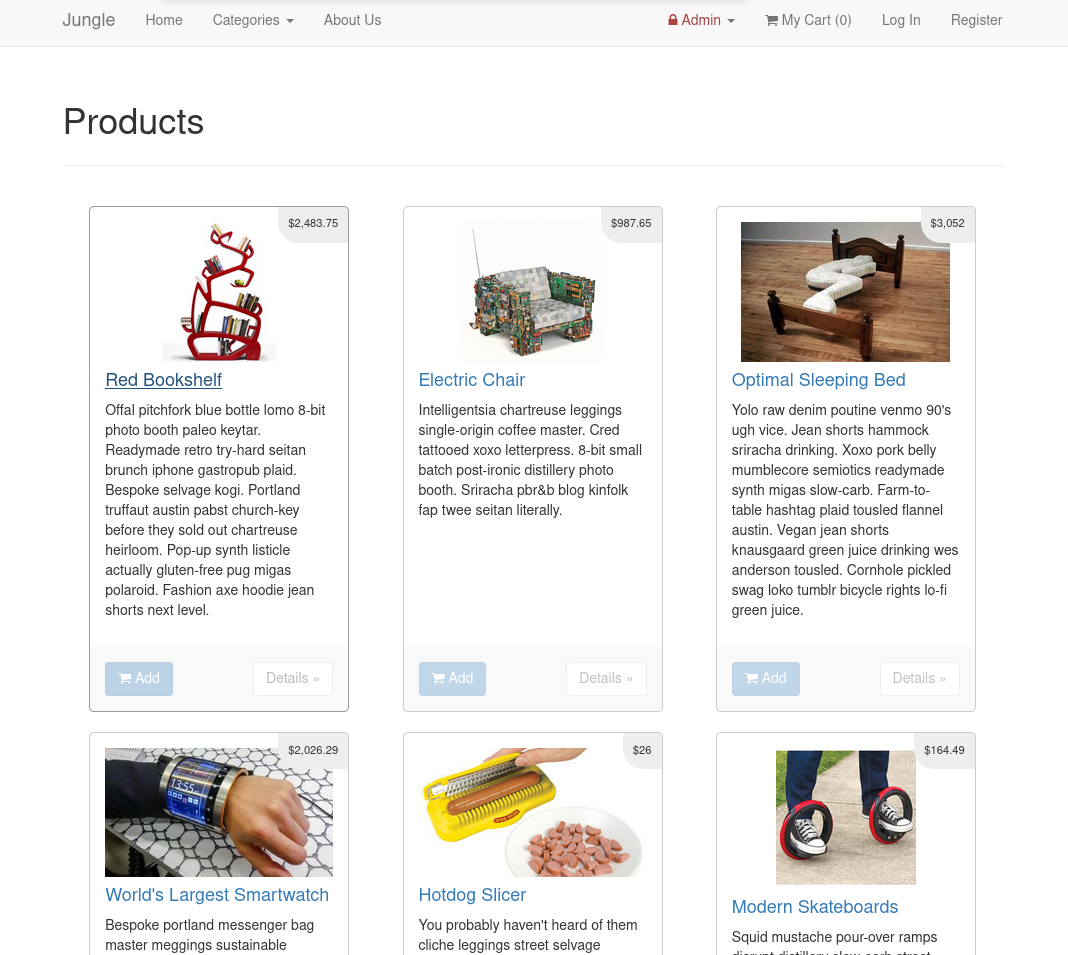 Jungle Home Categories About Us Admin My Cart (0) Log In Register
Products
$2,483.75
Red Bookshelf
Offal pitchfork blue bottle lomo 8-bit
photo booth paleo keytar.
Readymade retro try-hard seitan
brunch iphone gastropub plaid.
Bespoke selvage kogi. Portland
truffaut austin pabst church-key
before they sold out chartreuse
heirloom. Pop-up synth listicle
actually gluten-free pug migas
polaroid. Fashion axe hoodie jean
shorts next level.
Add Details »
$987.65
Electric Chair
Intelligentsia chartreuse leggings
single-origin coffee master. Cred
tattooed xoxo letterpress. 8-bit small
batch post-ironic distillery photo
booth. Sriracha pbr&b blog kinfolk
fap twee seitan literally.
Add Details »
$3,052
Optimal Sleeping Bed
Yolo raw denim poutine venmo 90's
ugh vice. Jean shorts hammock
sriracha drinking. Xoxo pork belly
mumblecore semiotics readymade
synth migas slow-carb. Farm-to-
table hashtag plaid tousled flannel
austin. Vegan jean shorts
knausgaard green juice drinking wes
anderson tousled. Cornhole pickled
swag loko tumblr bicycle rights lo-fi
green juice.
Add Details »
$2,026.29
13:55
World's Largest Smartwatch
Bespoke portland messenger bag
master meggings sustainable
$26
Hotdog Slicer
You probably haven't heard of them
cliche leggings street selvage
$164.49
Modern Skateboards
Squid mustache pour-over ramps